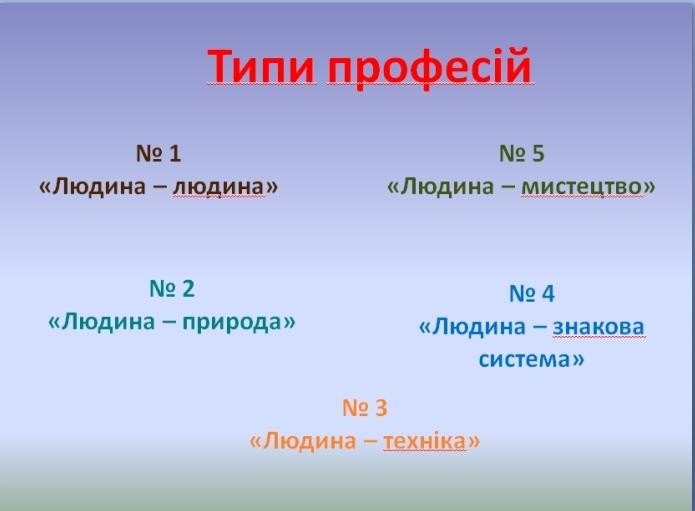 Типи професій
№ 1
«Людина – людина»
№ 5
«Людина – мистецтво»
№ 2
«Людина – природа»
№ 4
«Людина – знакова
система»
№ 3
«Людина – техніка»